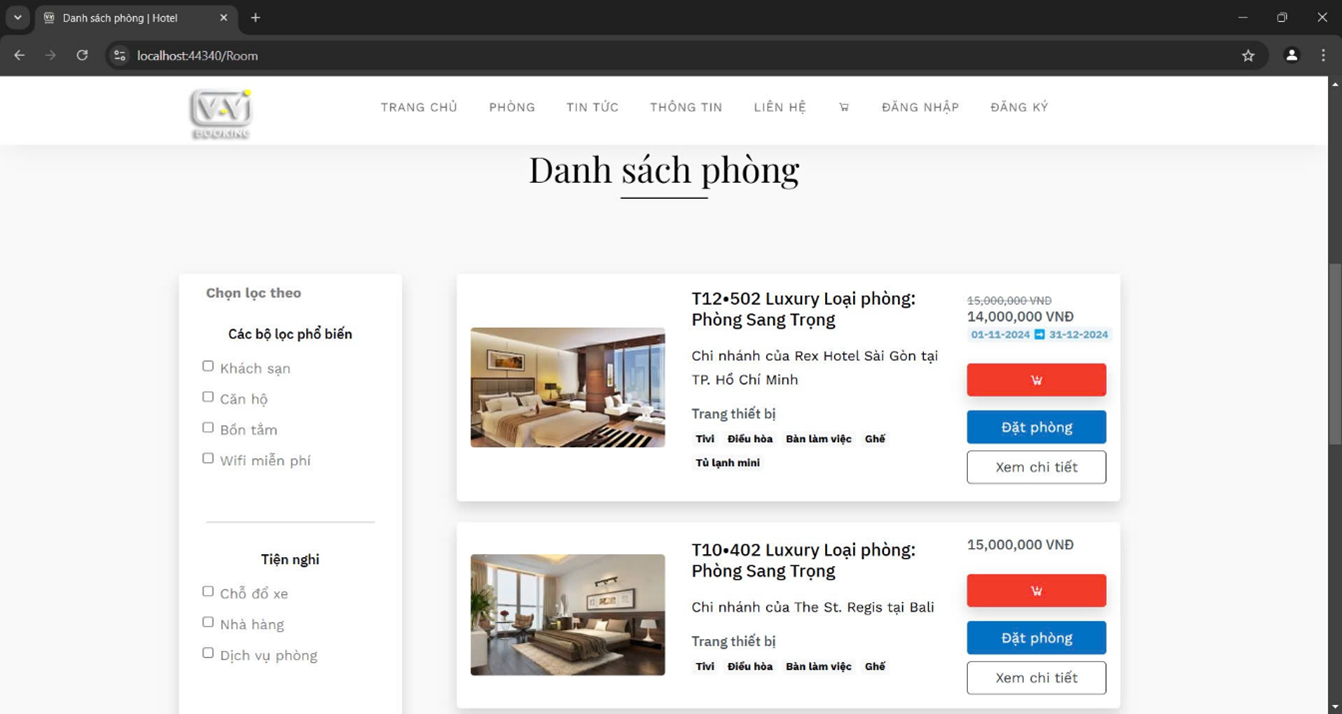 Danh sách phòng | Hotel
localhost:44340/Room
VAVI
BOOKING
TRANG CHỦ PHÒNG TIN TỨC THÔNG TIN LIÊN HỆ ĐĂNG NHẬP ĐĂNG KÝ
Danh sách phòng
Chọn lọc theo
Các bộ lọc phổ biến
Khách sạn
Căn hộ
Bồn tắm
Wifi miễn phí
Tiện nghi
Chỗ đổ xe
Nhà hàng
Dịch vụ phòng
T12•502 Luxury Loại phòng:
Phòng Sang Trọng
Chi nhánh của Rex Hotel Sài Gòn tại
TP. Hồ Chí Minh
Trang thiết bị
Tivi Điều hòa Bàn làm việc Ghế
Tủ lạnh mini
15,000,000 VNĐ
14,000,000 VNĐ
01-11-2024 ➡ 31-12-2024
Đặt phòng
Xem chi tiết
T10•402 Luxury Loại phòng:
Phòng Sang Trọng
Chi nhánh của The St. Regis tại Bali
Trang thiết bị
Tivi Điều hòa Bàn làm việc Ghế
15,000,000 VNĐ
Đặt phòng
Xem chi tiết